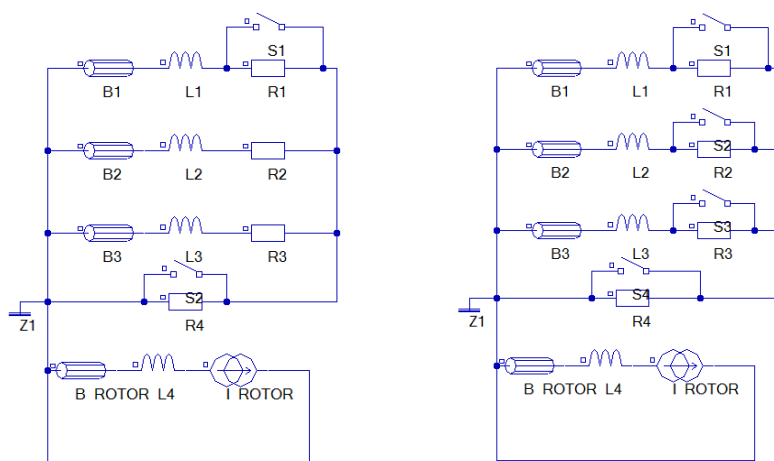 S1
B1 L1 R1
B2 L2 R2
B3 L3 R3
S2
Z1 R4
B ROTOR L4 I ROTOR
S1
B1 L1 R1
S2
B2 L2 R2
S3
B3 L3 R3
S4
Z1 R4
B ROTOR L4 I ROTOR